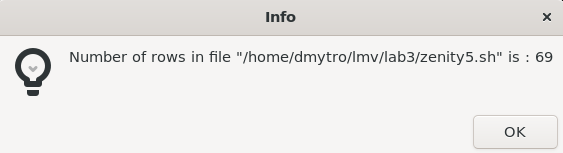 Info
Number of rows in file "/home/dmytro/lmv/lab3/zenity5.sh" is : 69
OK